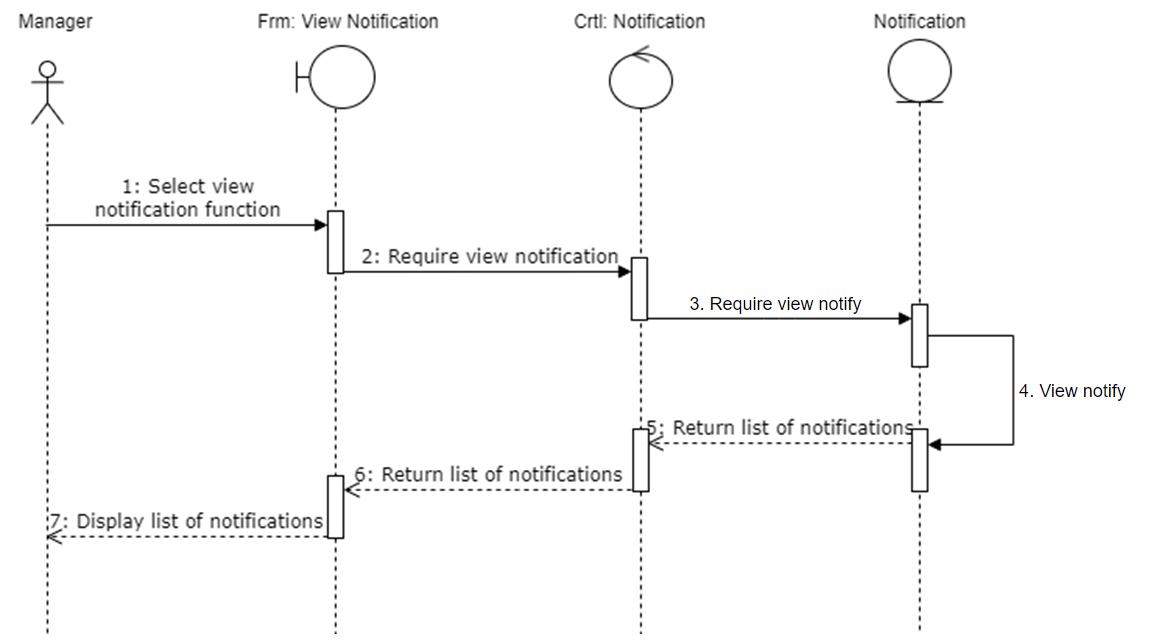 Manager
Frm: View Notification
Crtl: Notification
Notification
1: Select view
notification function
2: Require view notification
3. Require view notify
4. View notify
5: Return list of notifications
6: Return list of notifications
7: Display list of notifications